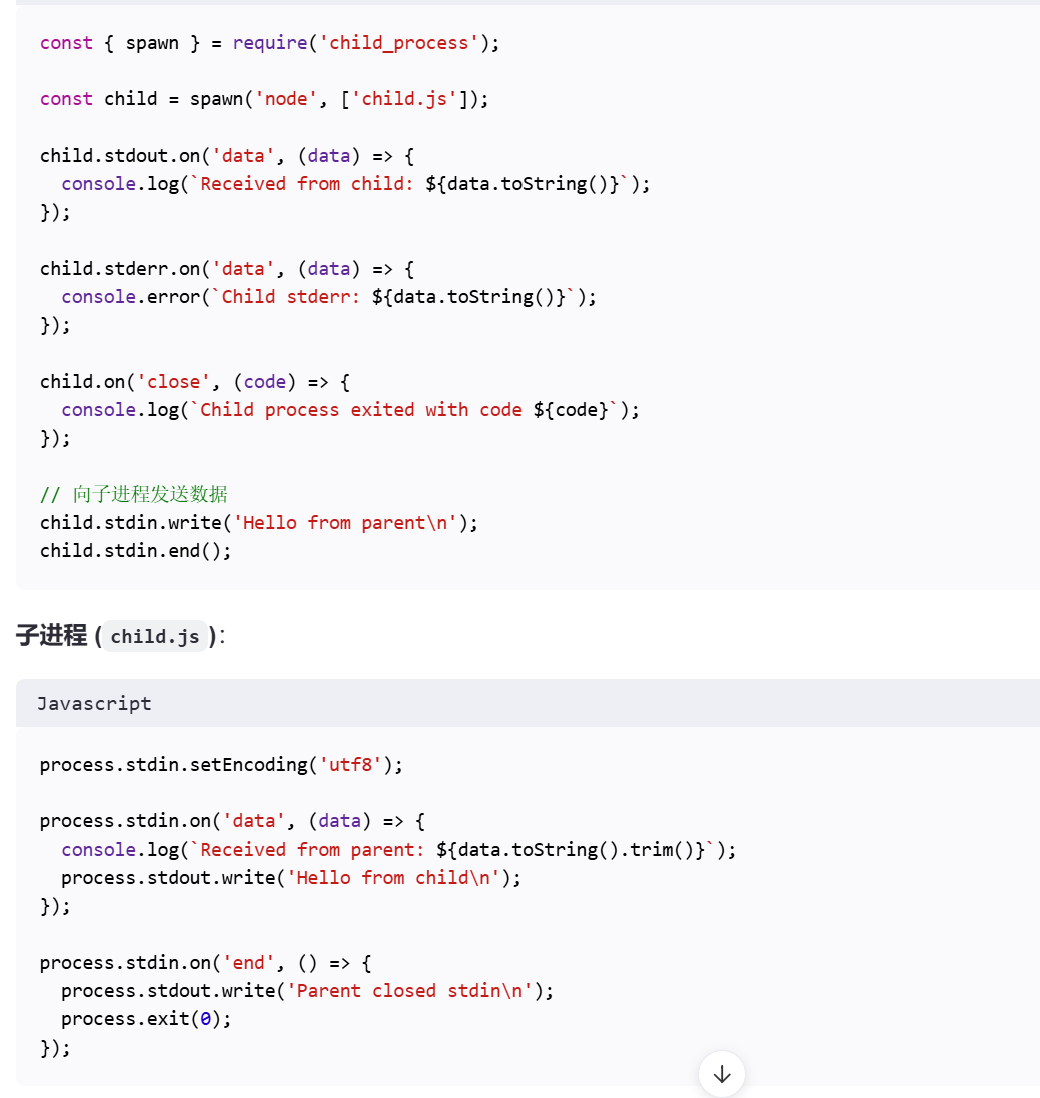 const { spawn } = require('child_process');
const child = spawn('node', ['child.js']);
child.stdout.on('data', (data) => {
  console.log(`Received from child: ${data.toString()}`);
});
child.stderr.on('data', (data) => {
  console.error(`Child stderr: ${data.toString()}`);
});
child.on('close', (code) => {
  console.log(`Child process exited with code ${code}`);
});
// 向子进程发送数据
child.stdin.write('Hello from parent\n');
child.stdin.end();
子进程 (child.js):
Javascript
process.stdin.setEncoding('utf8');
process.stdin.on('data', (data) => {
  console.log(`Received from parent: ${data.toString().trim()}`);
  process.stdout.write('Hello from child\n');
});
process.stdin.on('end', () => {
  process.stdout.write('Parent closed stdin\n');
  process.exit(0);
});